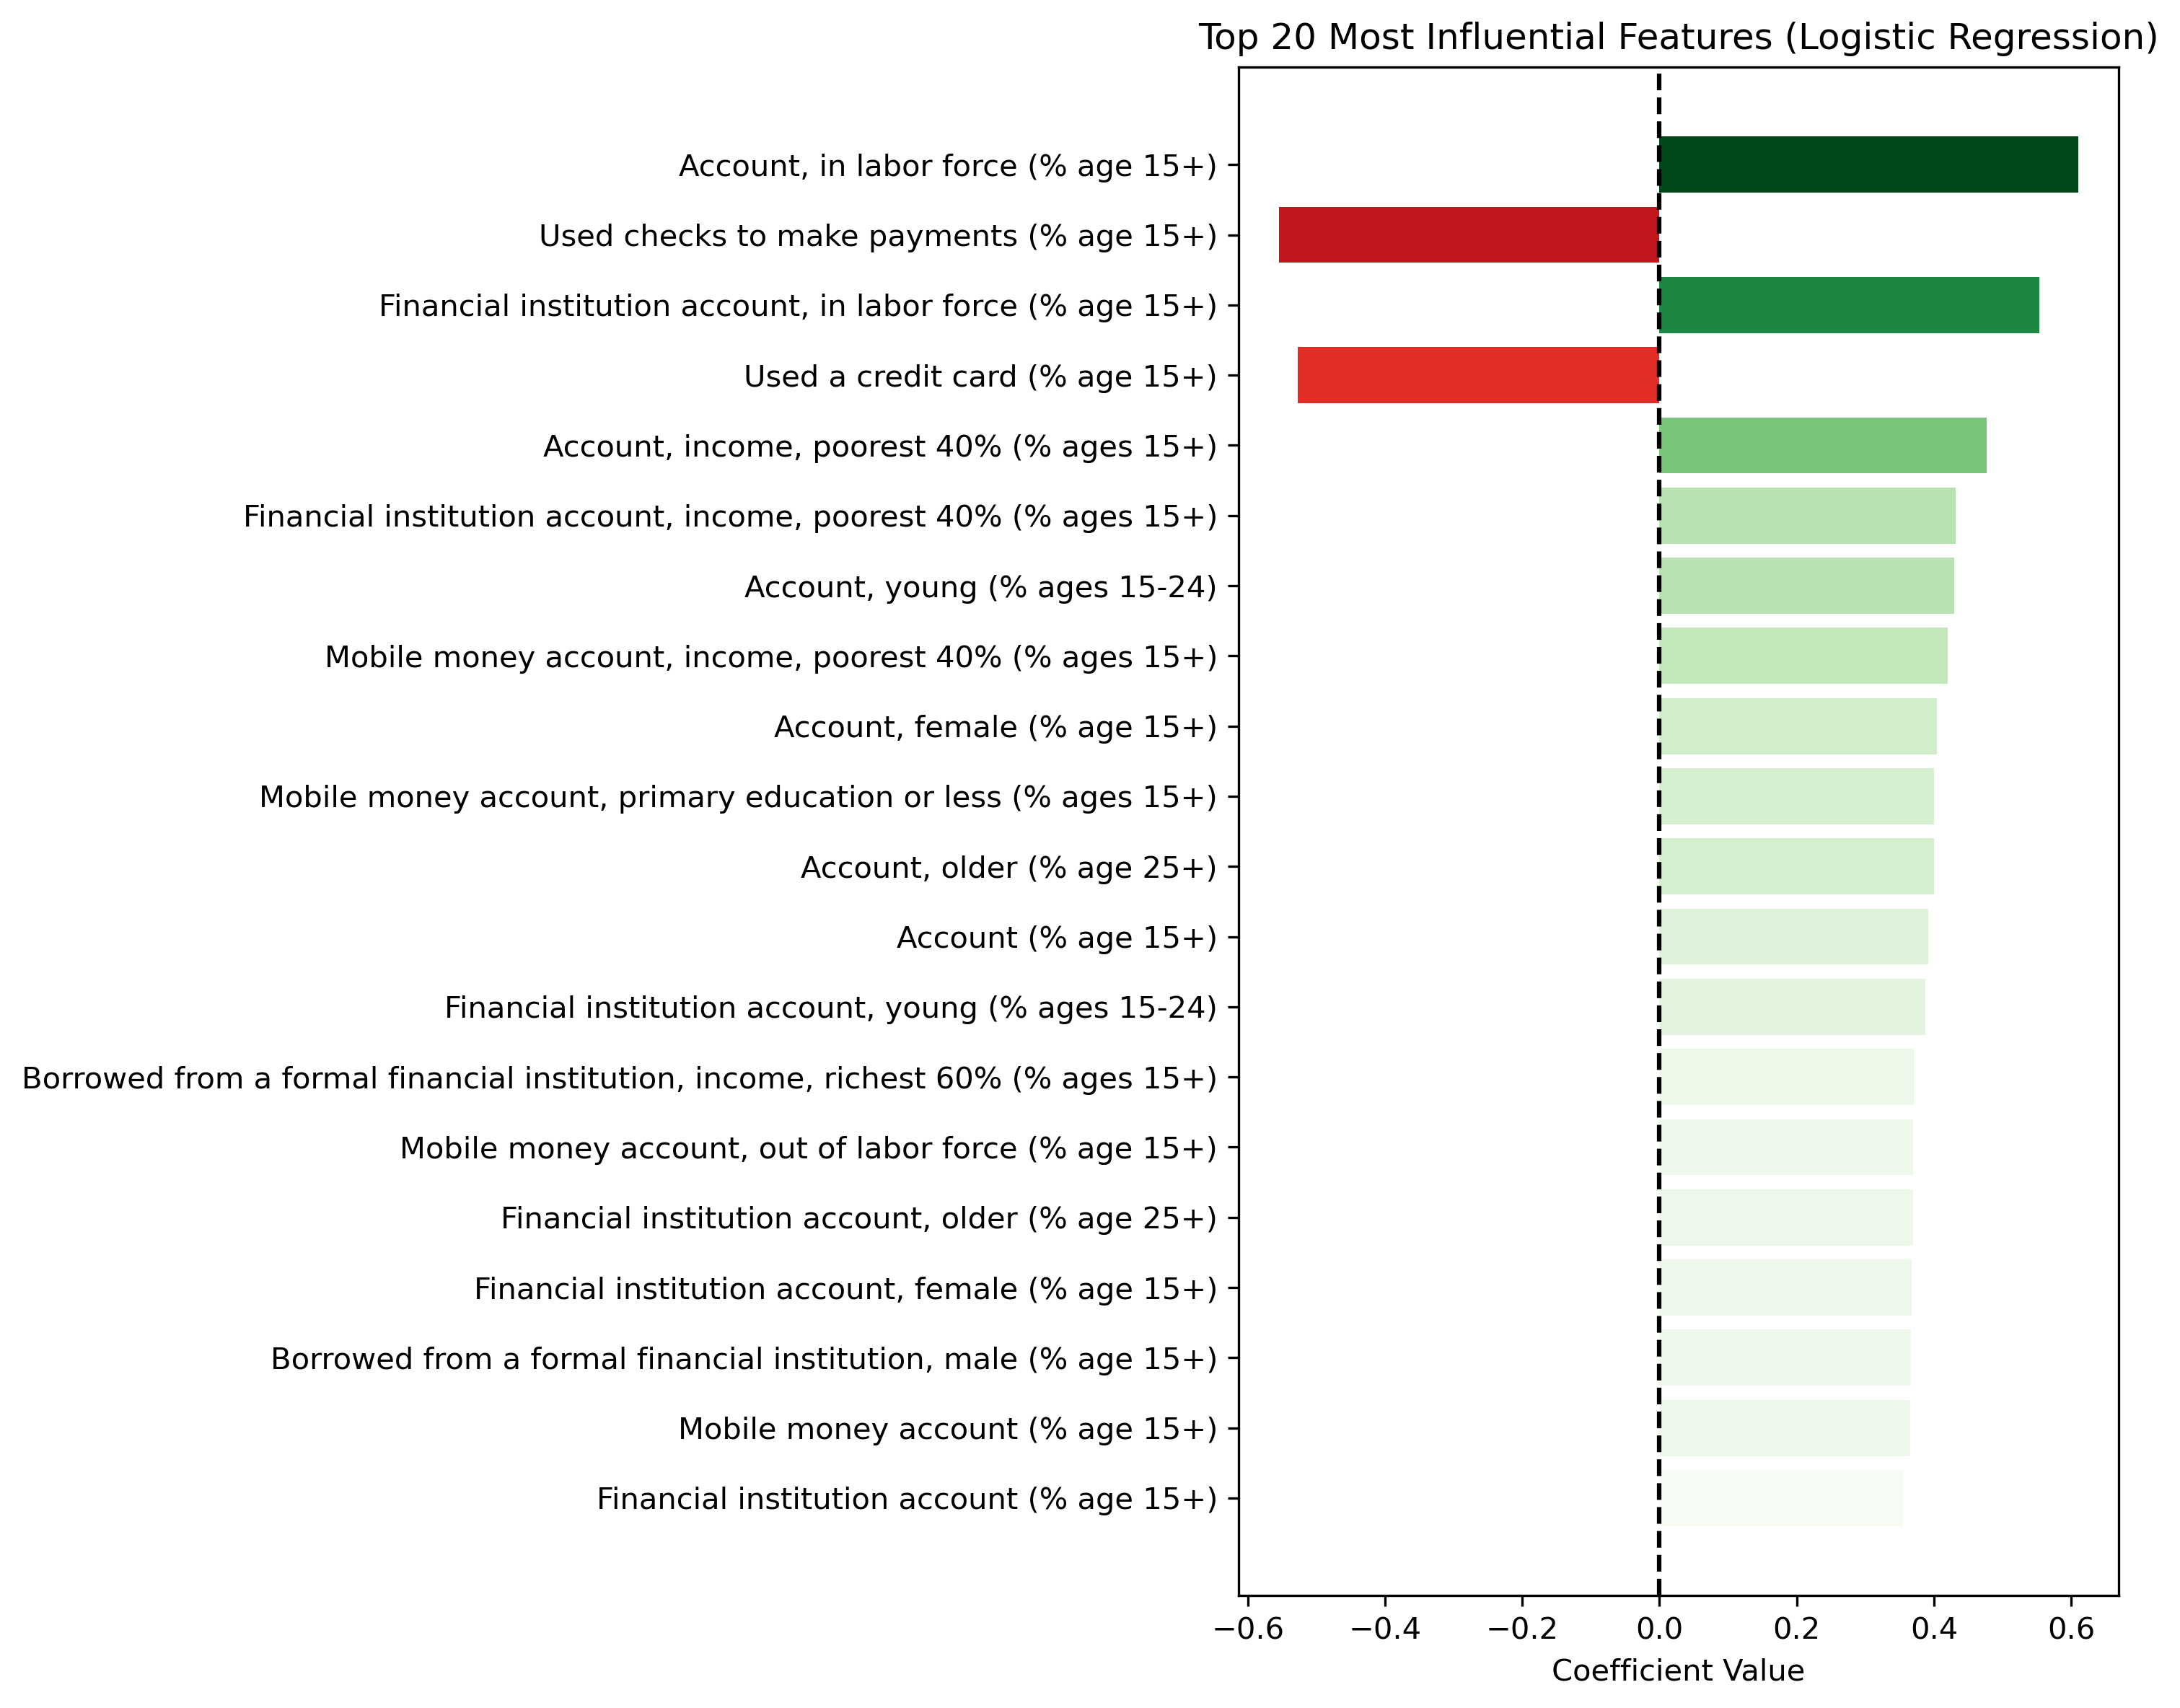 Top 20 Most Influential Features (Logistic Regression)
Account, in labor force (% age 15+)
Used checks to make payments (% age 15+)
Financial institution account, in labor force (% age 15+)
Used a credit card (% age 15+)
Account, income, poorest 40% (% ages 15+)
Financial institution account, income, poorest 40% (% ages 15+)
Account, young (% ages 15-24)
Mobile money account, income, poorest 40% (% ages 15+)
Account, female (% age 15+)
Mobile money account, primary education or less (% ages 15+)
Account, older (% age 25+)
Account (% age 15+)
Financial institution account, young (% ages 15-24)
Borrowed from a formal financial institution, income, richest 60% (% ages 15+)
Mobile money account, out of labor force (% age 15+)
Financial institution account, older (% age 25+)
Financial institution account, female (% age 15+)
Borrowed from a formal financial institution, male (% age 15+)
Mobile money account (% age 15+)
Financial institution account (% age 15+)
−0.6 −0.4 −0.2 0.0 0.2 0.4 0.6
Coefficient Value